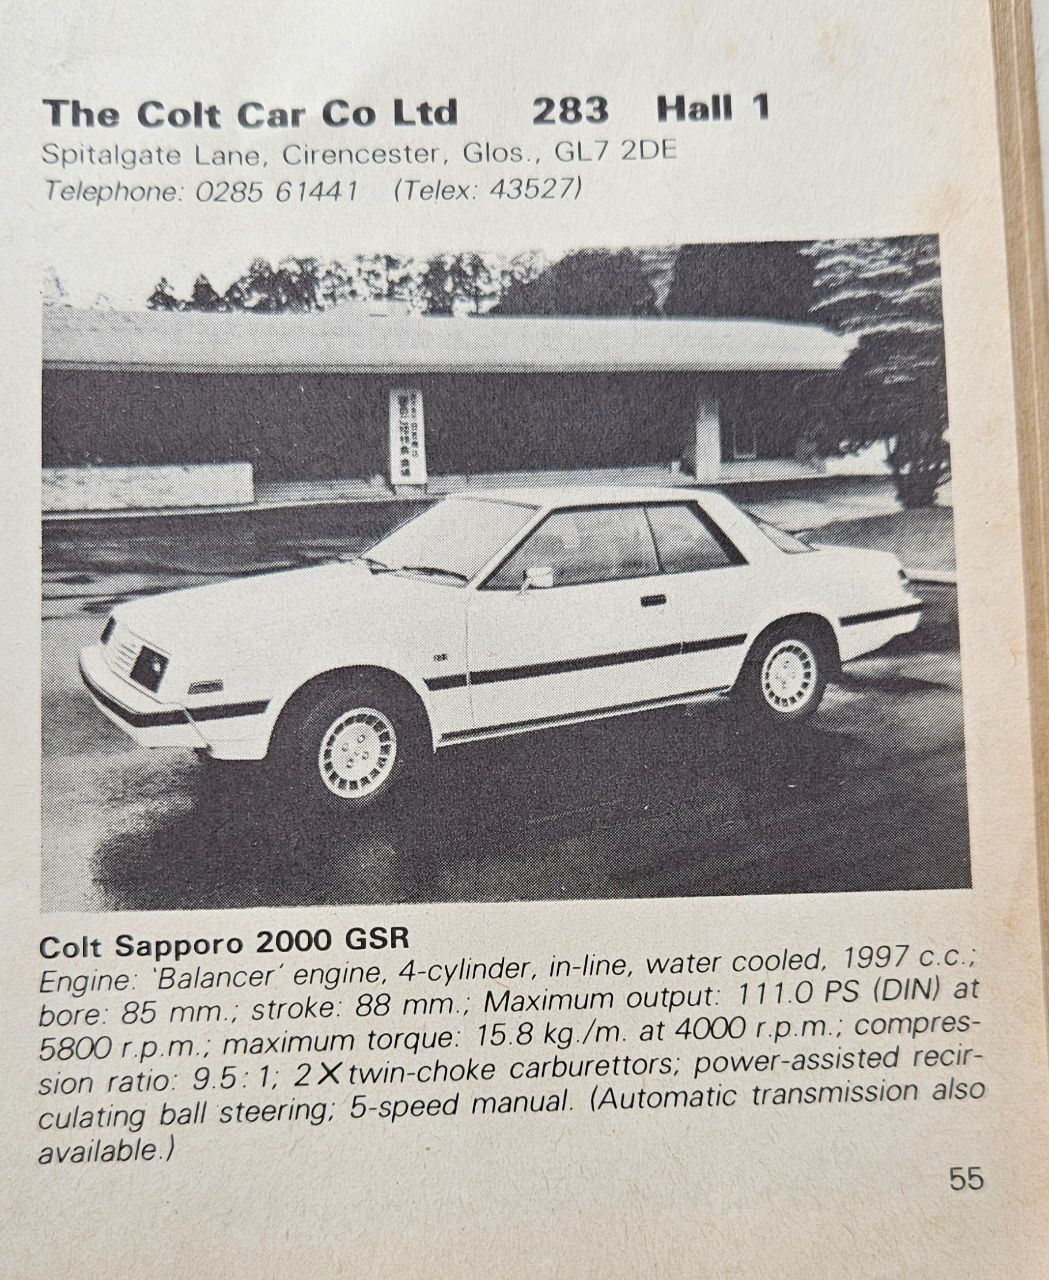 The Colt Car Co Ltd 283 Hall 1
Spitalgate Lane, Cirencester, Glos., GL7 2DE
Telephone: 0285 61441 (Telex: 43527)
Colt Sapporo 2000 GSR
Engine: ‘Balancer’ engine, 4-cylinder, in-line, water cooled, 1997 c.c.;
bore: 85 mm.; stroke: 88 mm.; Maximum output: 111.0 PS (DIN) at
5800 r.p.m.; maximum torque: 15.8 kg./m. at 4000 r.p.m.; compres-
sion ratio: 9.5:1; 2 X twin-choke carburettors; power-assisted recir-
culating ball steering; 5-speed manual. (Automatic transmission also
available.)
55